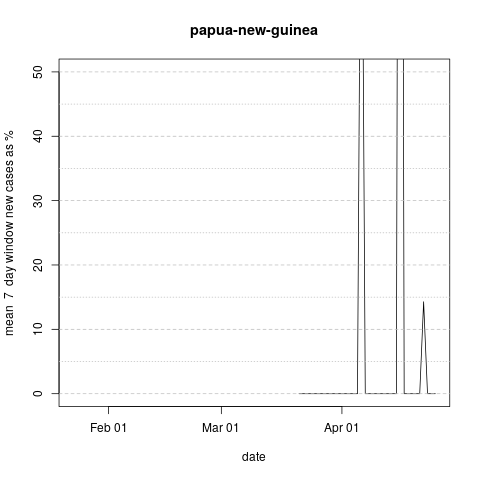 papua-new-guinea
mean  7  day window new cases as %
50
40
30
20
10
0
Feb 01
Mar 01
Apr 01
date